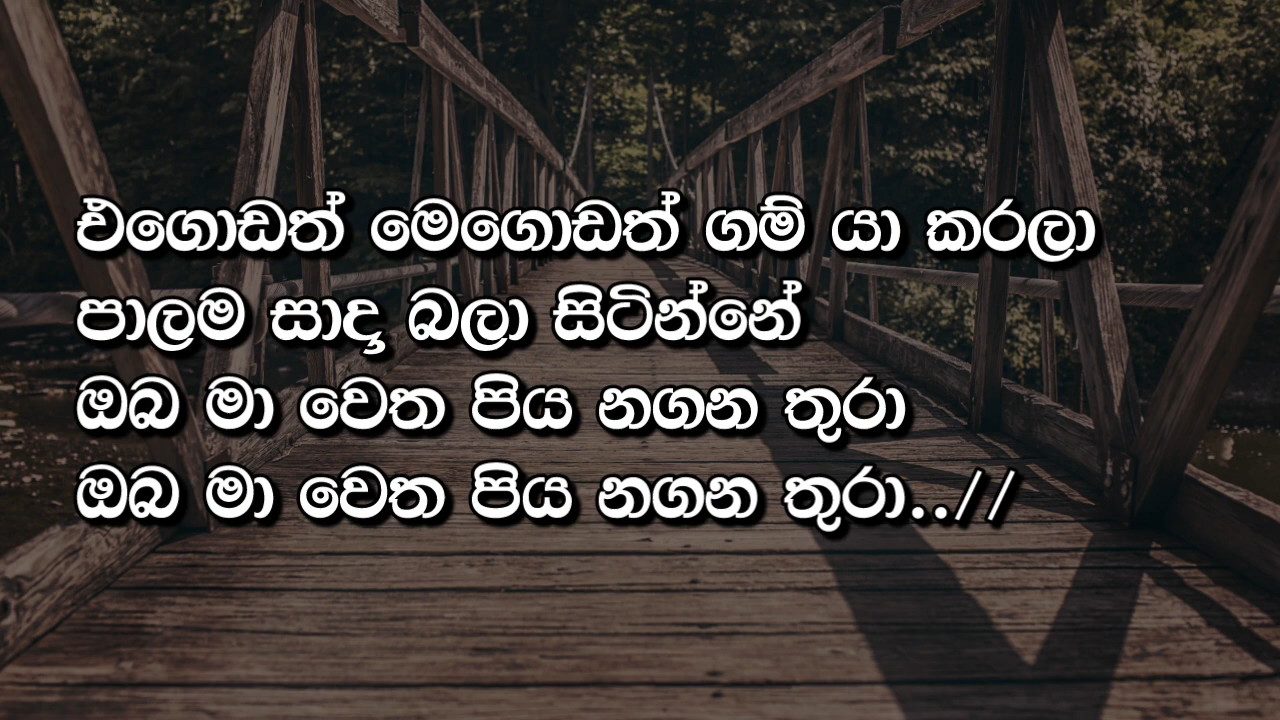 එගොඩත් මෙගොඩත් ගම් යා කරලා
පාලම සාදා බලා සිටින්නේ
ඔබ මා වෙත පිය නගන තුරා
ඔබ මා වෙත පිය නගන තුරා..//